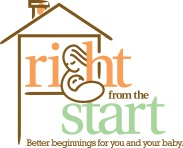 right
from the
start
Better beginnings for you and your baby.